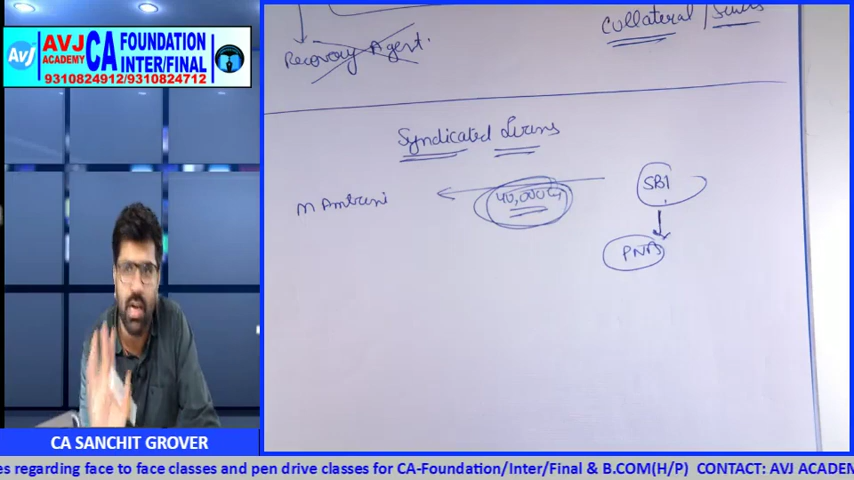 AVJ
ACADEMY
CA
FOUNDATION
INTER/FINAL
9310824912/9310824712
AVJ
Recovery Agent.
Collateral /
Syndicated Loans
M Ambani
40,000 Cr
SBI
PNB
CA SANCHIT GROVER
es regarding face to face classes and pen drive classes for CA-Foundation/Inter/Final & B.COM(H/P) CONTACT: AVJ ACADEM